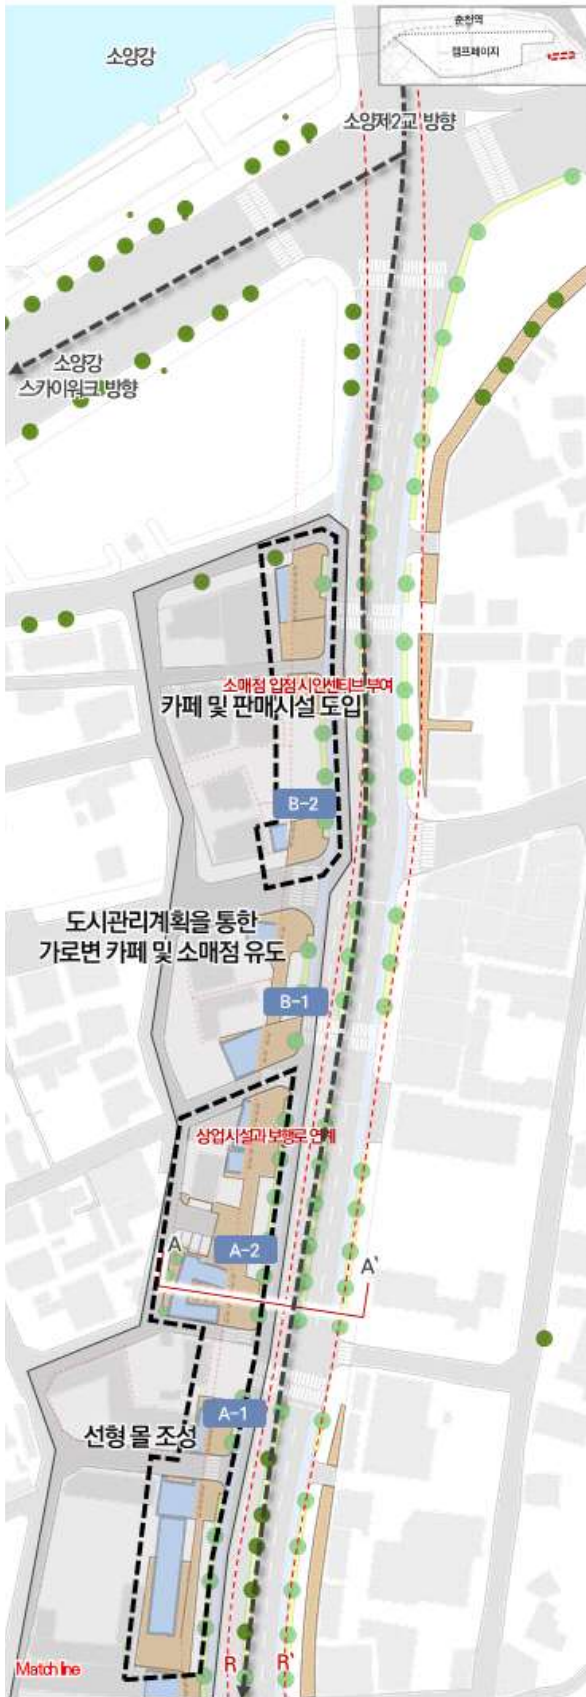 춘천역
캠프페이지
소양강
소양제2교 방향
소양강
스카이워크 방향
소매점 입점시 인센티브 부여
카페 및 판매시설 도입
B-2
도시관리계획을 통한
가로변 카페 및 소매점 유도
B-1
상업시설과 보행로 연계
A
A-2
A`
A-1
선형 몰 조성
R
R`
Match line